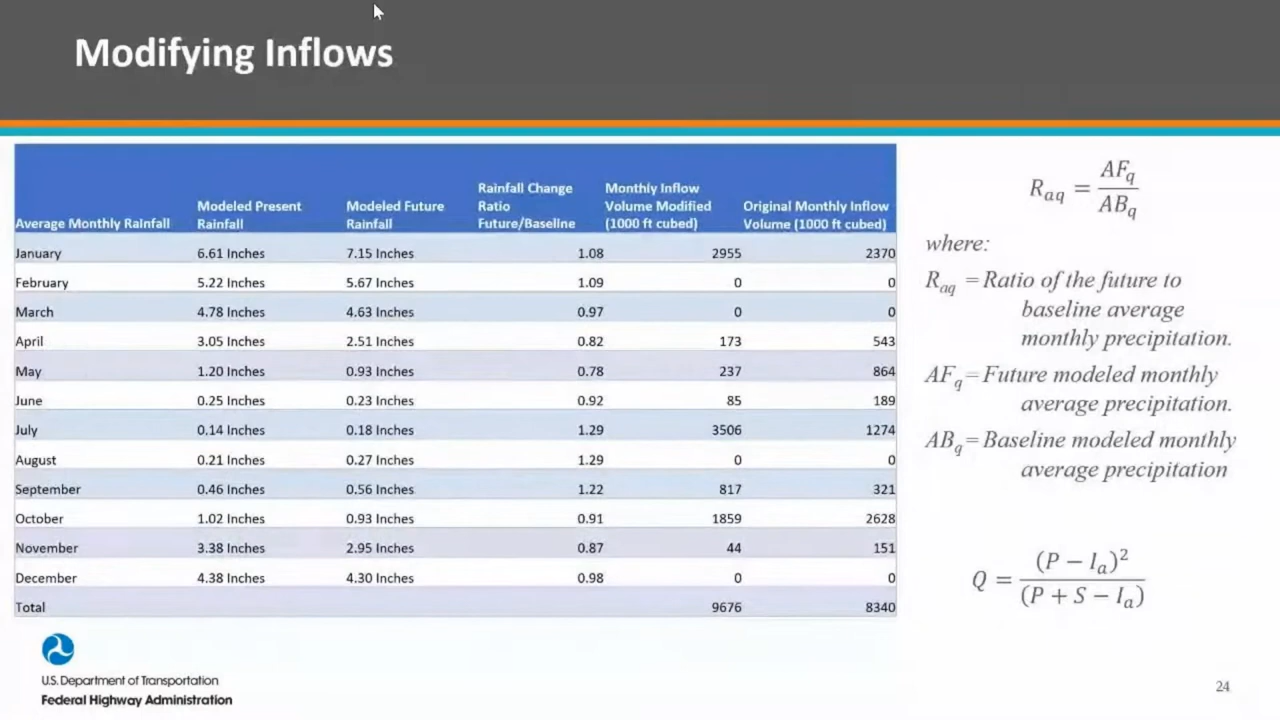 Modifying Inflows
Average Monthly Rainfall Modeled Present Rainfall Modeled Future Rainfall Rainfall Change Ratio Future/Baseline Monthly Inflow Volume Modified (1000 ft cubed) Original Monthly Inflow Volume (1000 ft cubed)
January 6.61 Inches 7.15 Inches 1.08 2955 2370
February 5.22 Inches 5.67 Inches 1.09 0 0
March 4.78 Inches 4.63 Inches 0.97 0 0
April 3.05 Inches 2.51 Inches 0.82 173 543
May 1.20 Inches 0.93 Inches 0.78 237 864
June 0.25 Inches 0.23 Inches 0.92 85 189
July 0.14 Inches 0.18 Inches 1.29 3506 1274
August 0.21 Inches 0.27 Inches 1.29 0 0
September 0.46 Inches 0.56 Inches 1.22 817 321
October 1.02 Inches 0.93 Inches 0.91 1859 2628
November 3.38 Inches 2.95 Inches 0.87 44 151
December 4.38 Inches 4.30 Inches 0.98 0 0
Total 9676 8340
R_aq = AF_q / AB_q
where:
R_aq = Ratio of the future to
baseline average
monthly precipitation.
AF_q = Future modeled monthly
average precipitation.
AB_q = Baseline modeled monthly
average precipitation
Q = (P − I_a)² / (P + S − I_a)
U.S. Department of Transportation
Federal Highway Administration
24